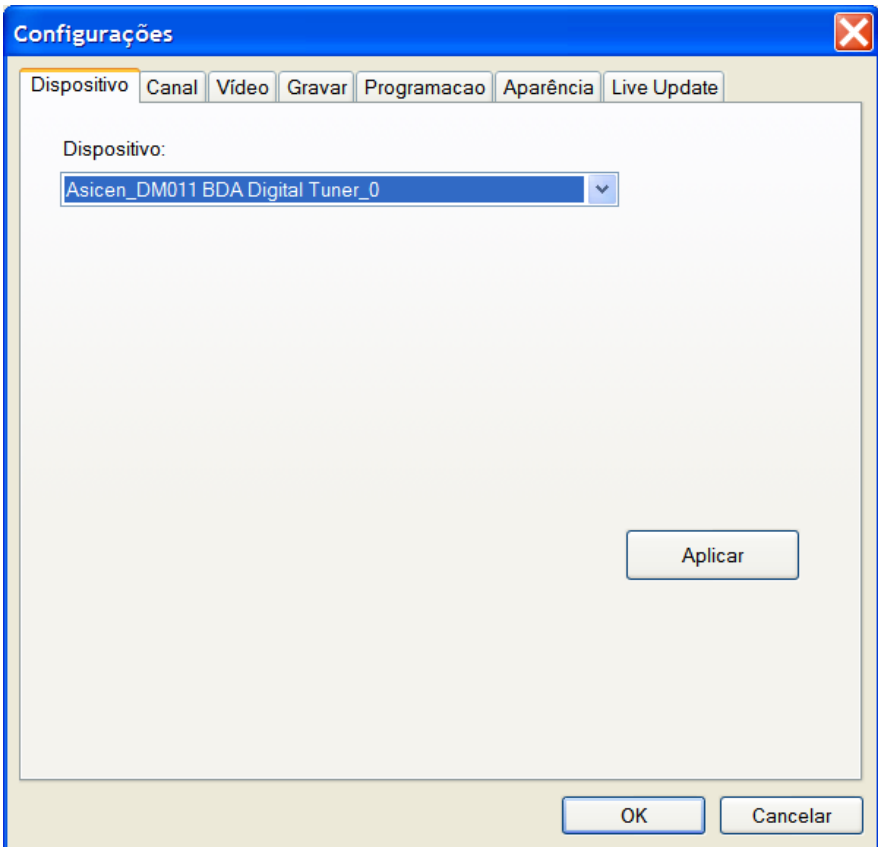 Configurações
Dispositivo Canal Vídeo Gravar Programacao Aparência Live Update
Dispositivo:
Asicen_DM011 BDA Digital Tuner_0
Aplicar
OK Cancelar